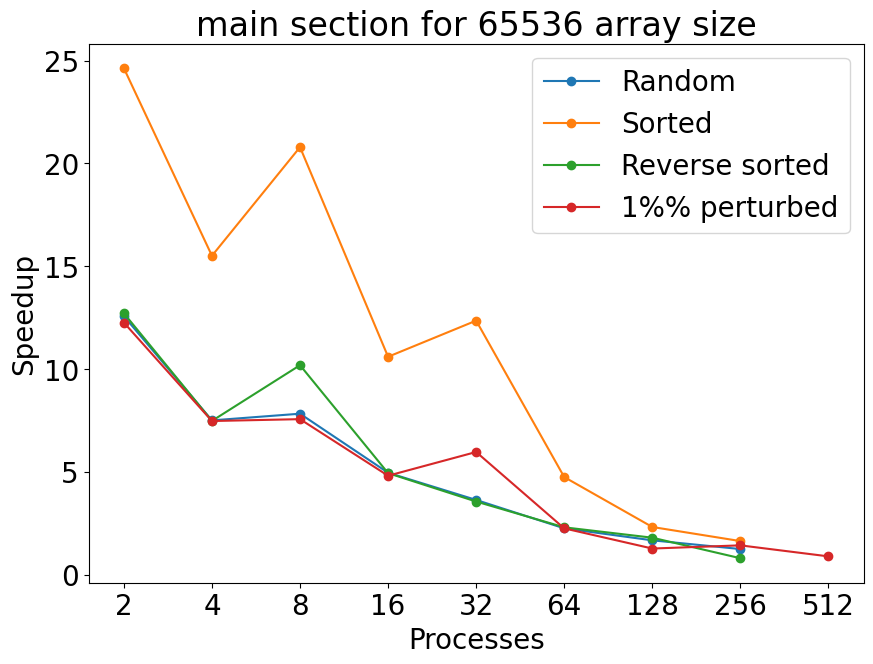 main section for 65536 array size
25
20
15
10
5
0
Speedup
Random
Sorted
Reverse sorted
1%% perturbed
2 4 8 16 32 64 128 256 512
Processes